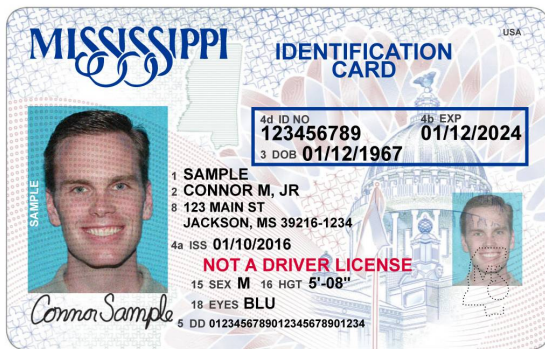 MISSISSIPPI
USA
IDENTIFICATION
CARD
4d ID NO 4b EXP
123456789 01/12/2024
3 DOB 01/12/1967
1 SAMPLE
2 CONNOR M, JR
8 123 MAIN ST
JACKSON, MS 39216-1234
4a ISS 01/10/2016
NOT A DRIVER LICENSE
15 SEX M 16 HGT 5'-08"
18 EYES BLU
5 DD 0123456789012345678901234
SAMPLE
Connor Sample